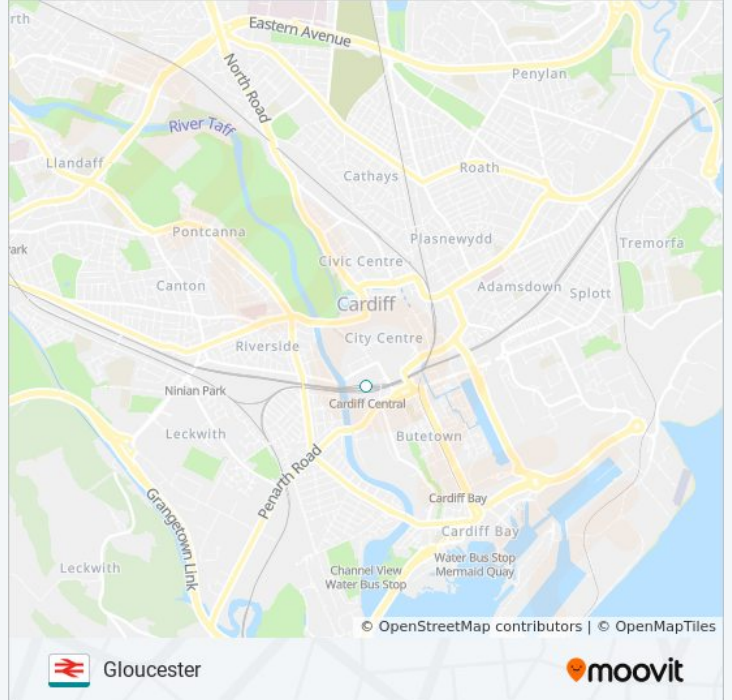 rth
Eastern Avenue
Penylan
North Road
River Taff
Llandaff
Cathays
Roath
Pontcanna
Plasnewydd
Tremorfa
ark
Civic Centre
Canton
Adamsdown
Splott
Cardiff
City Centre
Riverside
Ninian Park
Cardiff Central
Leckwith
Butetown
Penarth Road
Grangetown Link
Cardiff Bay
Cardiff Bay
Water Bus Stop
Mermaid Quay
Leckwith
Channel View
Water Bus Stop
© OpenStreetMap contributors | © OpenMapTiles
Gloucester
moovit